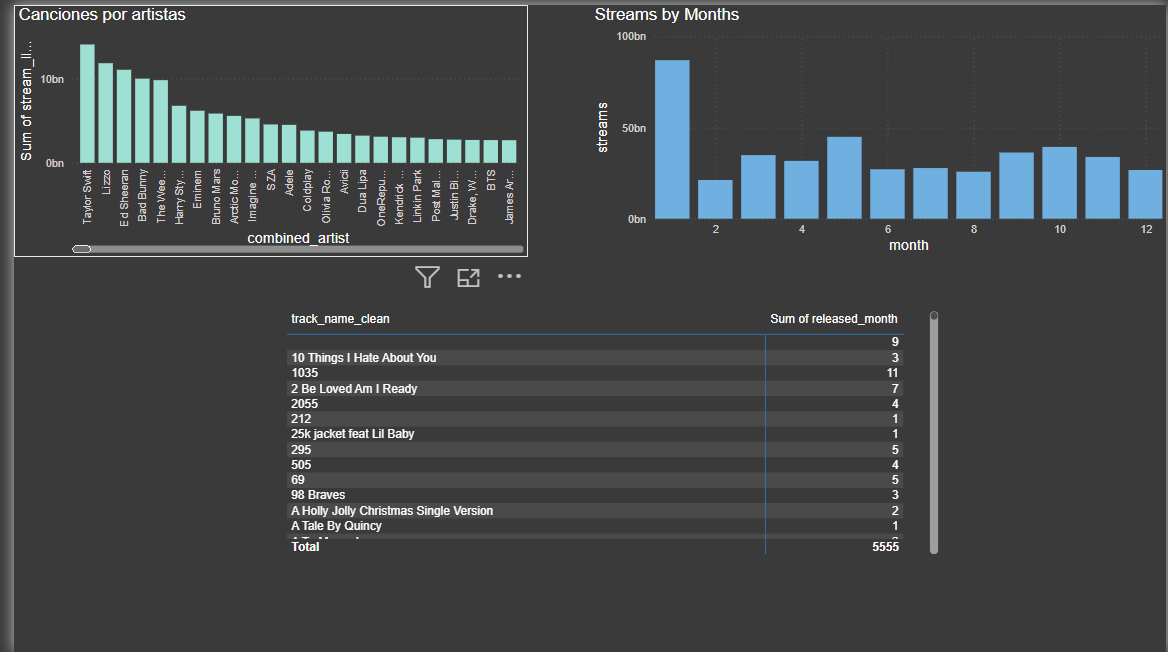 Canciones por artistas
Sum of stream_li...
10bn
0bn
Taylor Swift
Lizzo
Ed Sheeran
Bad Bunny
The Wee...
Harry Sty...
Eminem
Bruno Mars
Arctic Mo...
Imagine ...
SZA
Adele
Coldplay
Olivia Ro...
Avicii
Dua Lipa
OneRepu...
Kendrick ...
Linkin Park
Post Mal...
Justin Bi...
Drake, W...
BTS
James Ar...
combined_artist
Streams by Months
streams
100bn
50bn
0bn
2 4 6 8 10 12
month
track_name_clean Sum of released_month
9
10 Things I Hate About You 3
1035 11
2 Be Loved Am I Ready 7
2055 4
212 1
25k jacket feat Lil Baby 1
295 5
505 4
69 5
98 Braves 3
A Holly Jolly Christmas Single Version 2
A Tale By Quincy 1
Total 5555